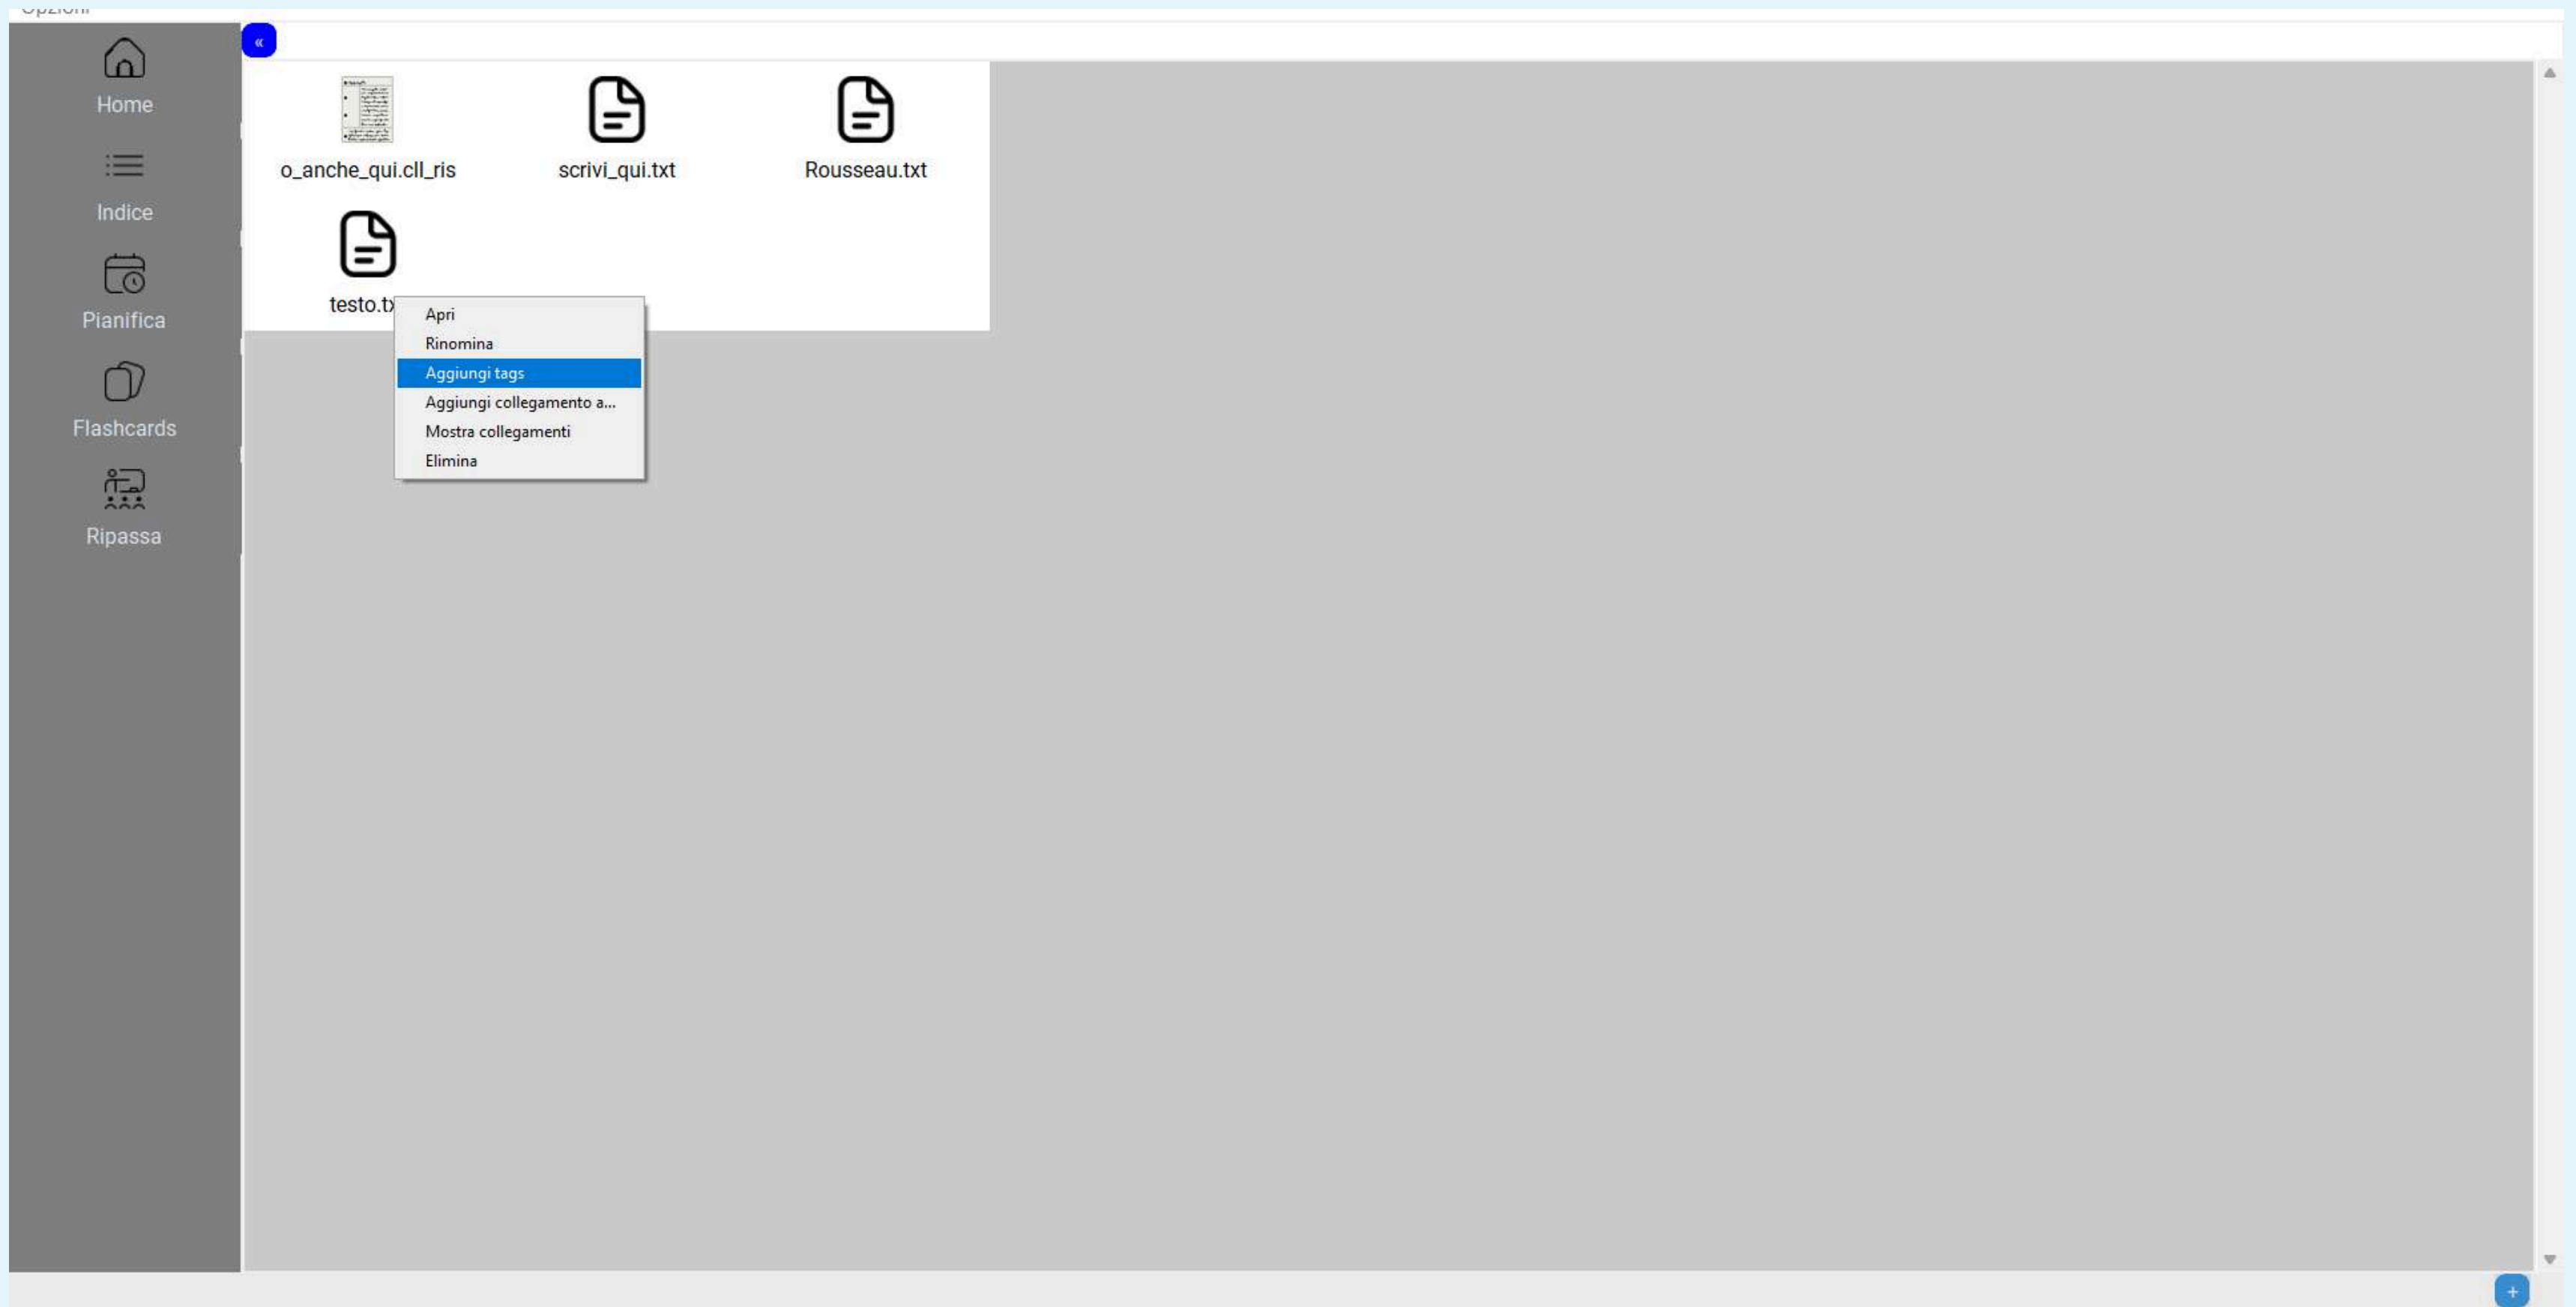 Opzioni
«
Home
Indice
Pianifica
Flashcards
Ripassa
o_anche_qui.cll_ris
scrivi_qui.txt
Rousseau.txt
testo.tx
Apri
Rinomina
Aggiungi tags
Aggiungi collegamento a...
Mostra collegamenti
Elimina
+